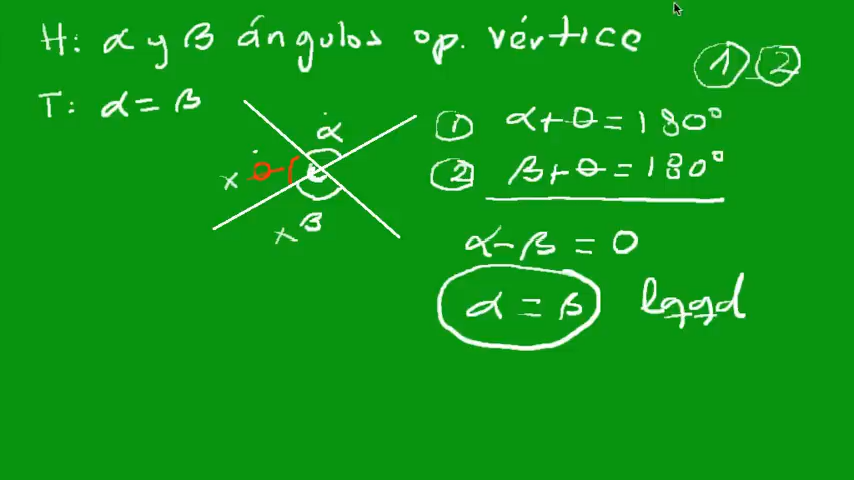 H: α y β ángulos op. vértice
T: α = β
① - ②
α
θ
x
β
x
① α + θ = 180°
② β + θ = 180°
α - β = 0
α = β lqqd